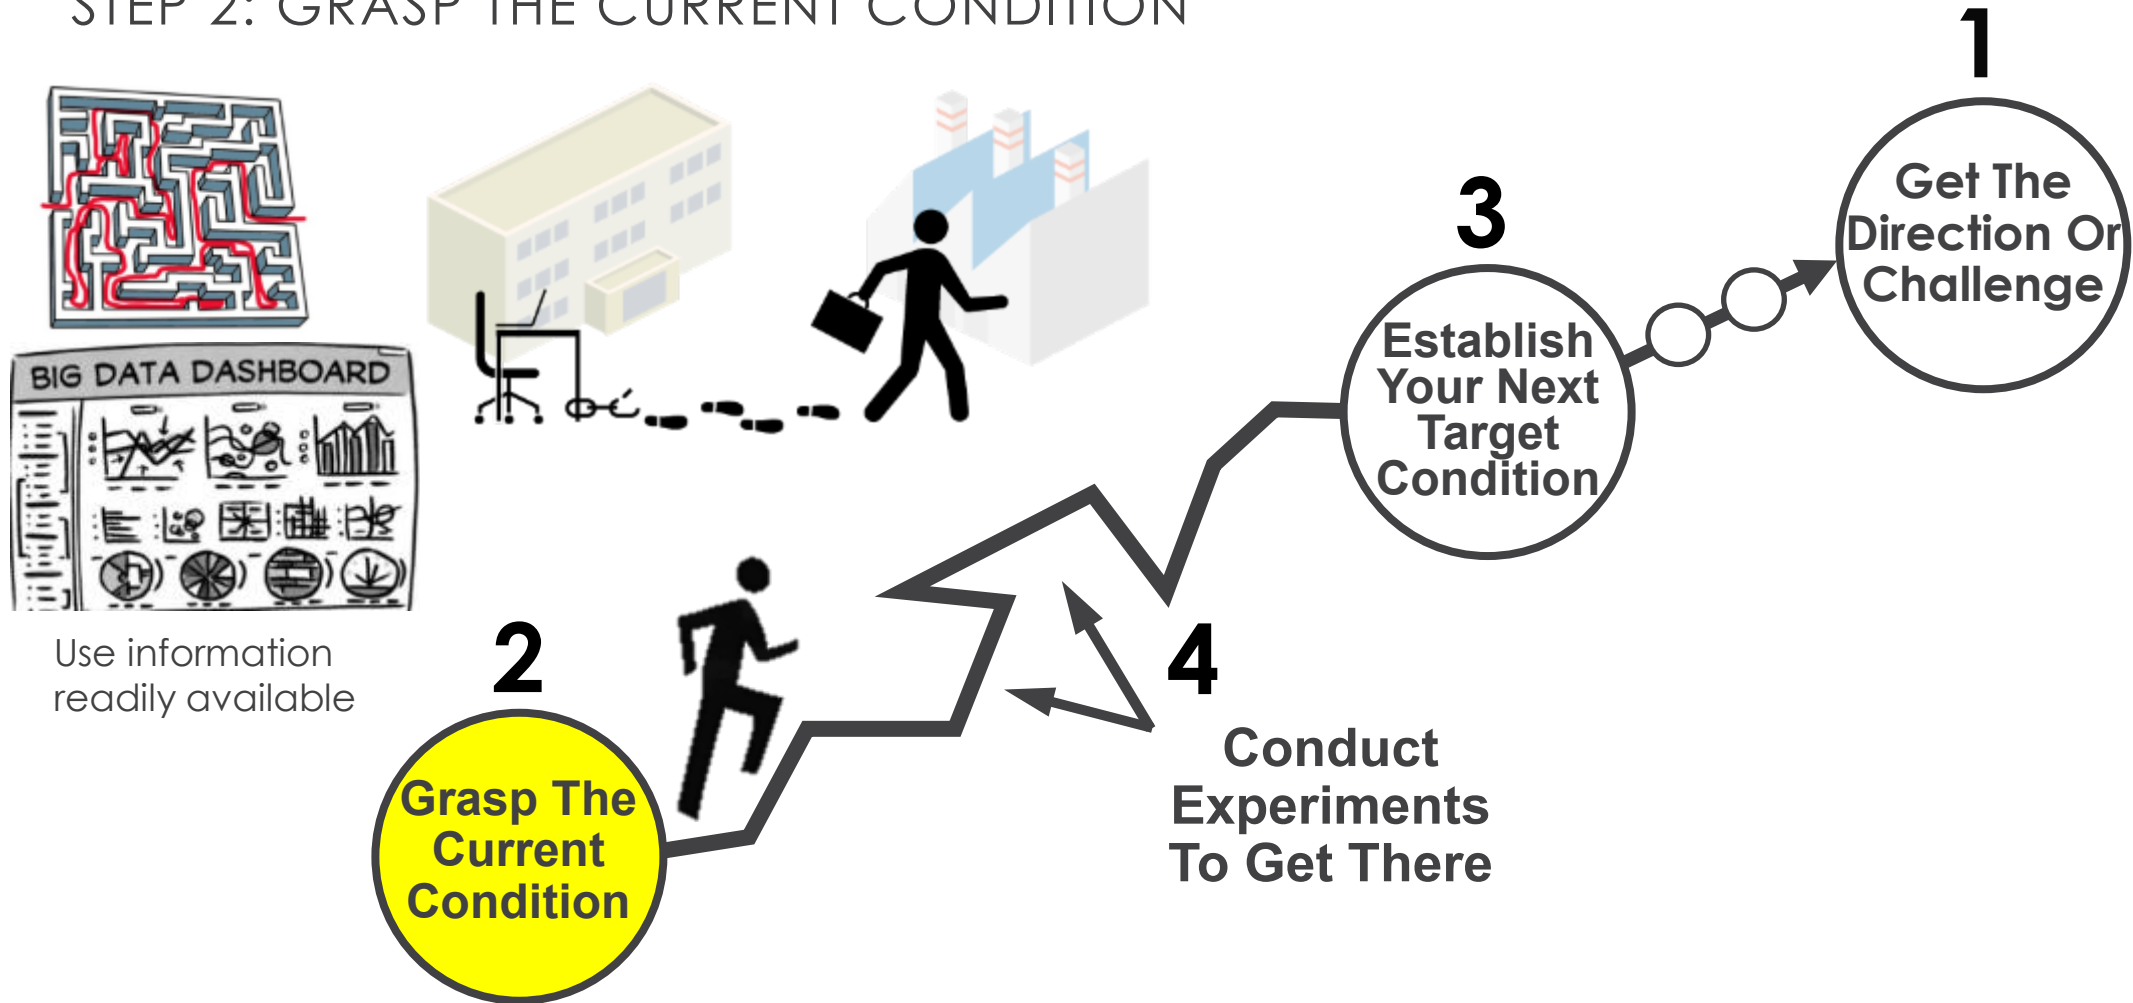 STEP 2: GRASP THE CURRENT CONDITION
1
Get The
Direction Or
Challenge
3
Establish
Your Next
Target
Condition
BIG DATA DASHBOARD
Use information
readily available
2
Grasp The
Current
Condition
4
Conduct
Experiments
To Get There